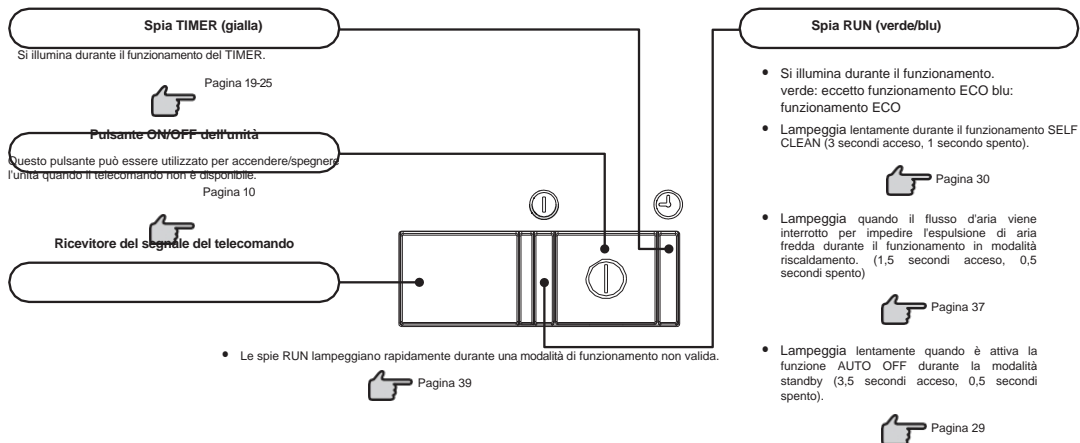 Spia TIMER (gialla)
Si illumina durante il funzionamento del TIMER.
Pagina 19-25
Pulsante ON/OFF dell'unità
Questo pulsante può essere utilizzato per accendere/spegnere
l'unità quando il telecomando non è disponibile.
Pagina 10
Ricevitore del segnale del telecomando
• Le spie RUN lampeggiano rapidamente durante una modalità di funzionamento non valida.
Pagina 39
Spia RUN (verde/blu)
• Si illumina durante il funzionamento.
verde: eccetto funzionamento ECO blu:
funzionamento ECO
• Lampeggia lentamente durante il funzionamento SELF
CLEAN (3 secondi acceso, 1 secondo spento).
Pagina 30
• Lampeggia quando il flusso d'aria viene
interrotto per impedire l'espulsione di aria
fredda durante il funzionamento in modalità
riscaldamento. (1,5 secondi acceso, 0,5
secondi spento)
Pagina 37
• Lampeggia lentamente quando è attiva la
funzione AUTO OFF durante la modalità
standby (3,5 secondi acceso, 0,5 secondi
spento).
Pagina 29